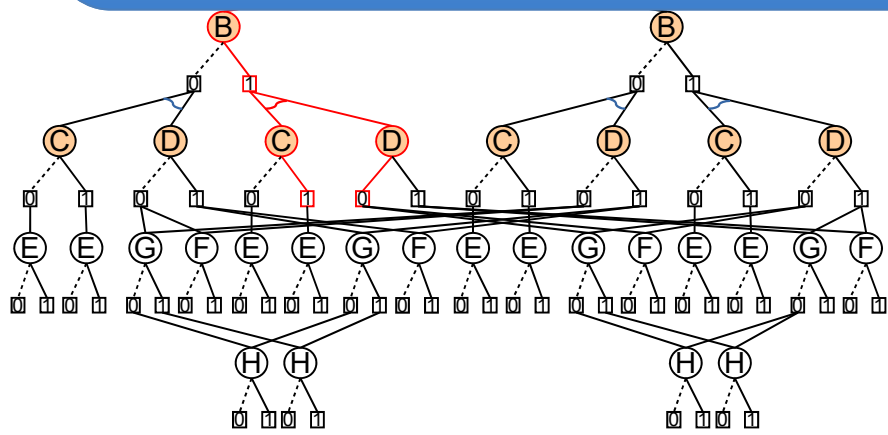 B B
0 1 0 1
C D C D C D C D
0 1 0 1 0 1 0 1 0 1 0 1 0 1 0 1
E E G F E E G F E E G F E E G F
0 1 0 1 0 1 0 1 0 1 0 1 0 1 0 1 0 1 0 1 0 1 0 1 0 1 0 1 0 1 0 1
H H H H
0 1 0 1 0 1 0 1